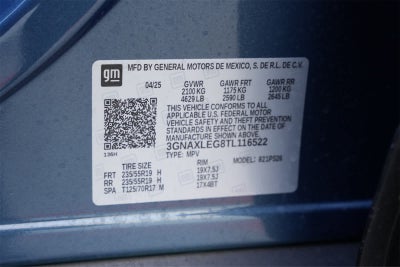 gm
MFD BY GENERAL MOTORS DE MEXICO, S. DE R.L. DE C.V.
04/25 GVWR GAWR FRT GAWR RR
2100 KG 1175 KG 1200 KG
4629 LB 2590 LB 2645 LB
THIS VEHICLE CONFORMS TO ALL
APPLICABLE U.S. FEDERAL MOTOR
VEHICLE SAFETY, BUMPER, AND THEFT
PREVENTION STANDARDS IN EFFECT ON
THE DATE OF MANUFACTURE SHOWN ABOVE.
3GNAXLEG8TL116522
TYPE: MPV
TIRE SIZE RIM
FRT 235/55R19 H 19X7.5J
RR 235/55R19 H 19X7.5J
SPA T125/70R17 M 17X4BT